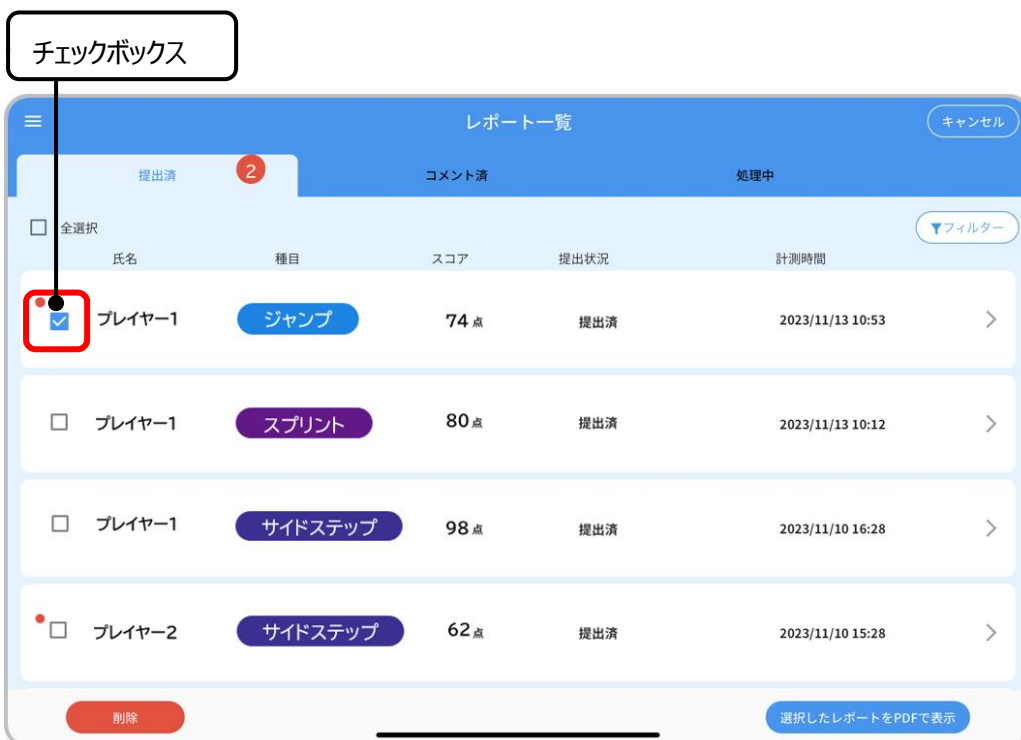 チェックボックス
レポート一覧
キャンセル
提出済 2 コメント済 処理中
全選択 フィルター
氏名 種目 スコア 提出状況 計測時間
プレイヤー1 ジャンプ 74点 提出済 2023/11/13 10:53
プレイヤー1 スプリント 80点 提出済 2023/11/13 10:12
プレイヤー1 サイドステップ 98点 提出済 2023/11/10 16:28
プレイヤー2 サイドステップ 62点 提出済 2023/11/10 15:28
削除 選択したレポートをPDFで表示